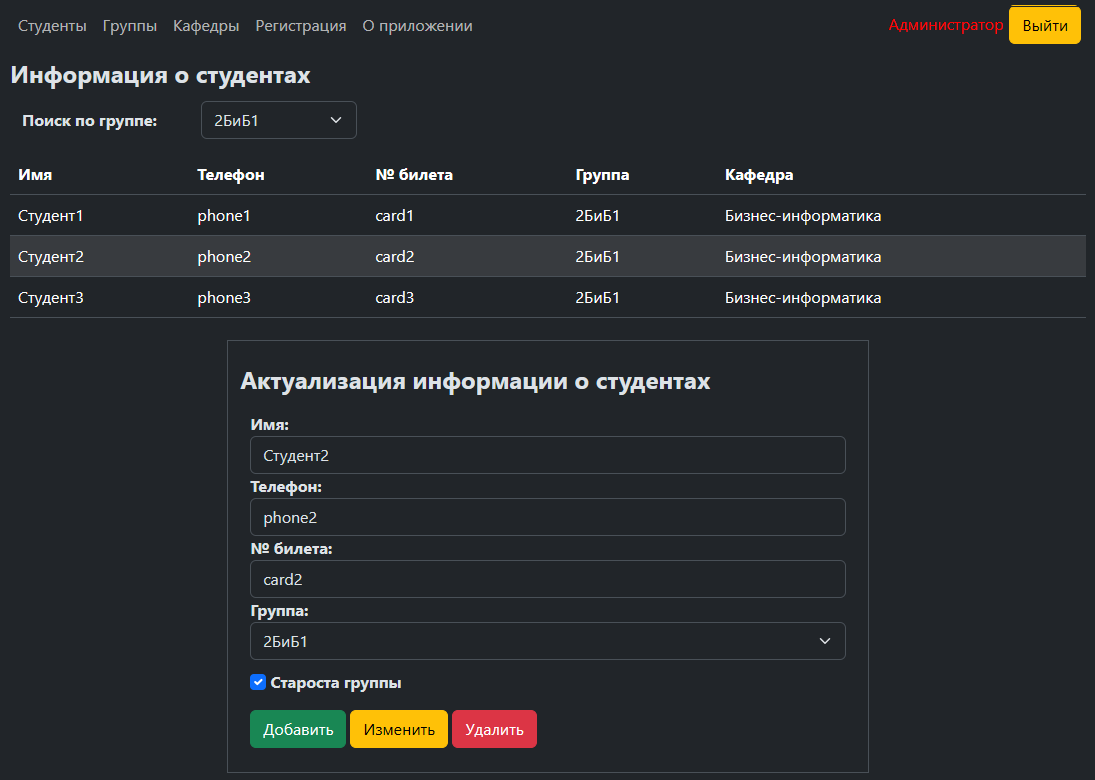 Студенты Группы Кафедры Регистрация О приложении Администратор Выйти
Информация о студентах
Поиск по группе: 2БиБ1
Имя Телефон № билета Группа Кафедра
Студент1 phone1 card1 2БиБ1 Бизнес-информатика
Студент2 phone2 card2 2БиБ1 Бизнес-информатика
Студент3 phone3 card3 2БиБ1 Бизнес-информатика
Актуализация информации о студентах
Имя:
Студент2
Телефон:
phone2
№ билета:
card2
Группа:
2БиБ1
Староста группы
Добавить Изменить Удалить